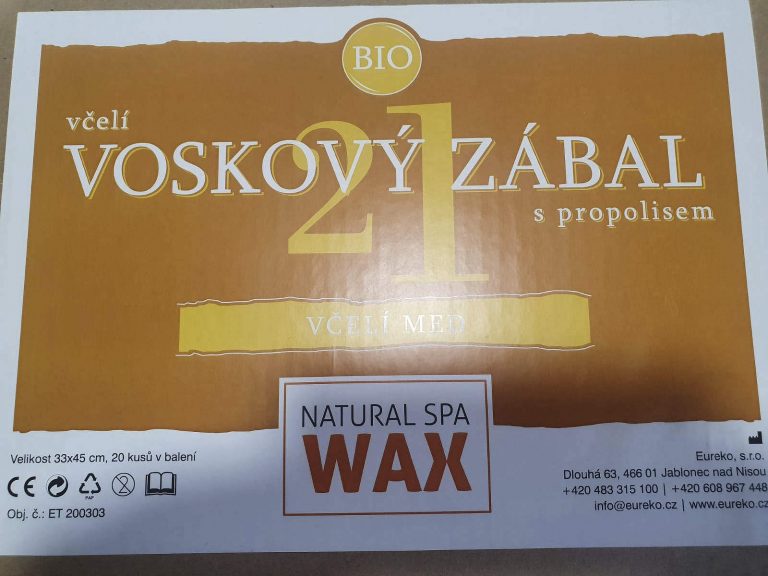 BIO
včelí
21
VOSKOVÝ ZÁBAL
s propolisem
VČELÍ MED
NATURAL SPA
WAX
Velikost 33x45 cm, 20 kusů v balení
CE
PAP
Obj. č.: ET 200303
Eureko, s.r.o.
Dlouhá 63, 466 01 Jablonec nad Nisou
+420 483 315 100 | +420 608 967 448
info@eureko.cz | www.eureko.cz